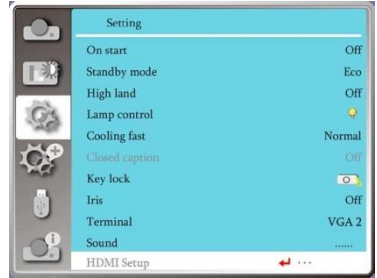 Setting
On start Off
Standby mode Eco
High land Off
Lamp control
Cooling fast Normal
Closed caption Off
Key lock
Iris Off
Terminal VGA 2
Sound ......
HDMI Setup ...